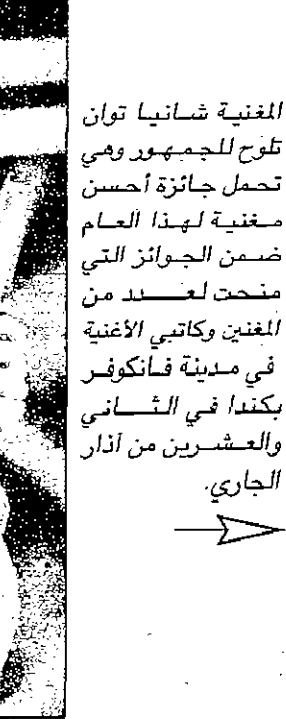 المغنية شانيا توان
تلوح للجمهور وهي
تحمل جائزة أحسن
مغنية لهذا العام
ضمن الجوائز التي
منحت لعدد من
المغنين وكاتبي الأغنية
في مدينة فانكوفر
بكندا في الثاني
والعشرين من آذار
الجاري.